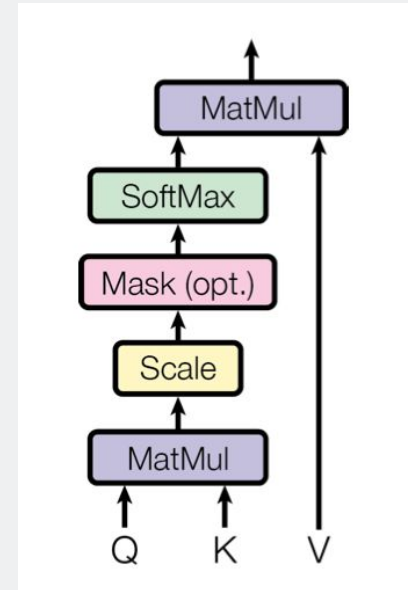 MatMul
SoftMax
Mask (opt.)
Scale
MatMul
Q K V